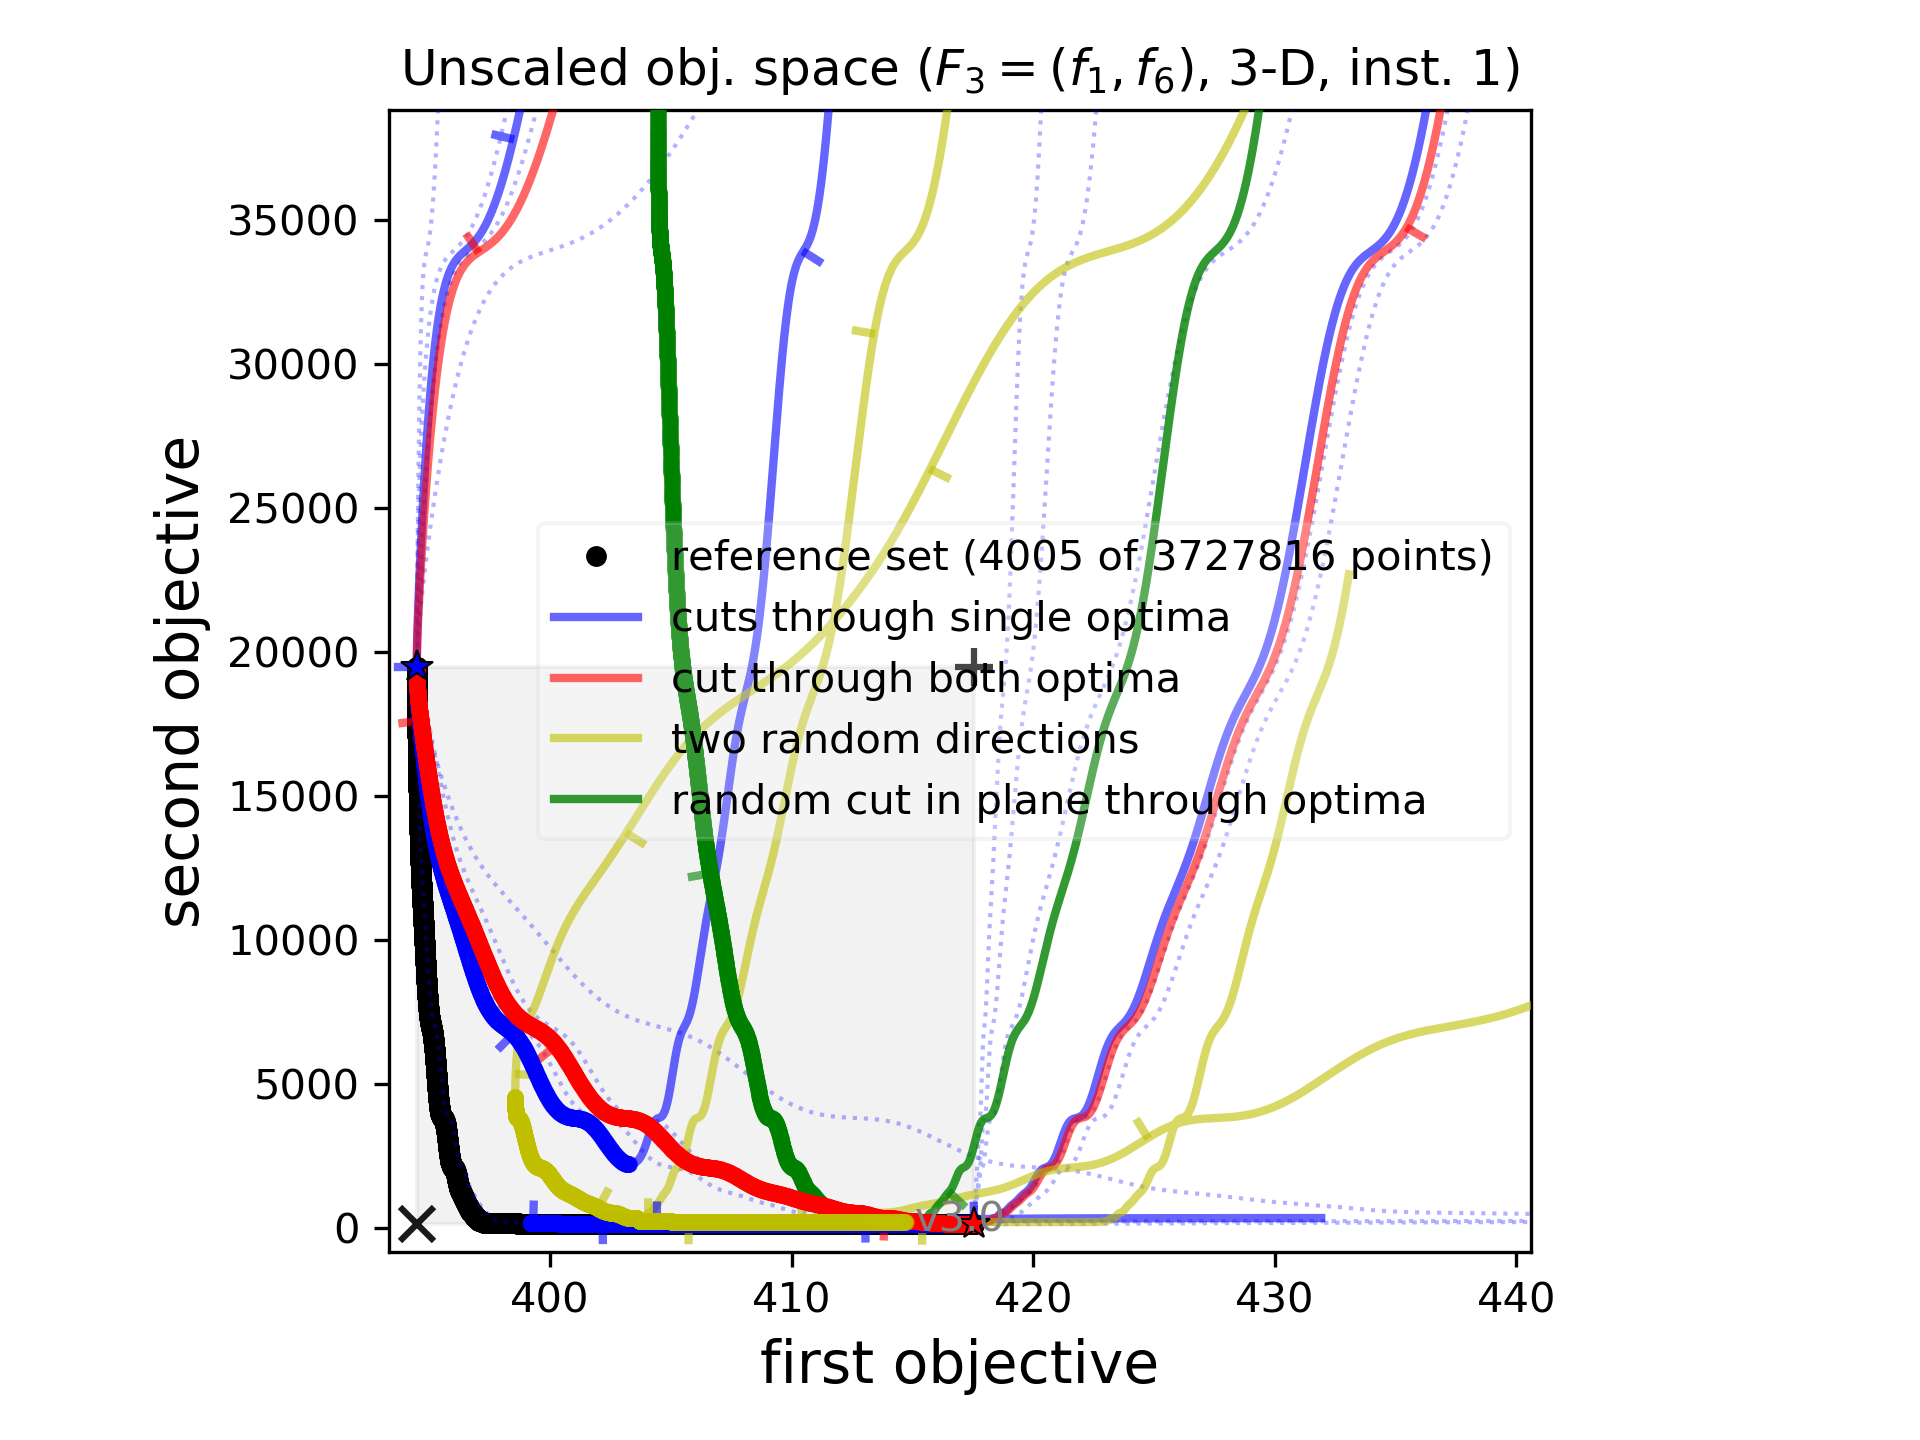 Unscaled obj. space (F₃ = (f₁, f₆), 3-D, inst. 1)
second objective
35000
30000
25000
20000
15000
10000
5000
0
reference set (4005 of 3727816 points)
cuts through single optima
cut through both optima
two random directions
random cut in plane through optima
v3.0
400 410 420 430 440
first objective